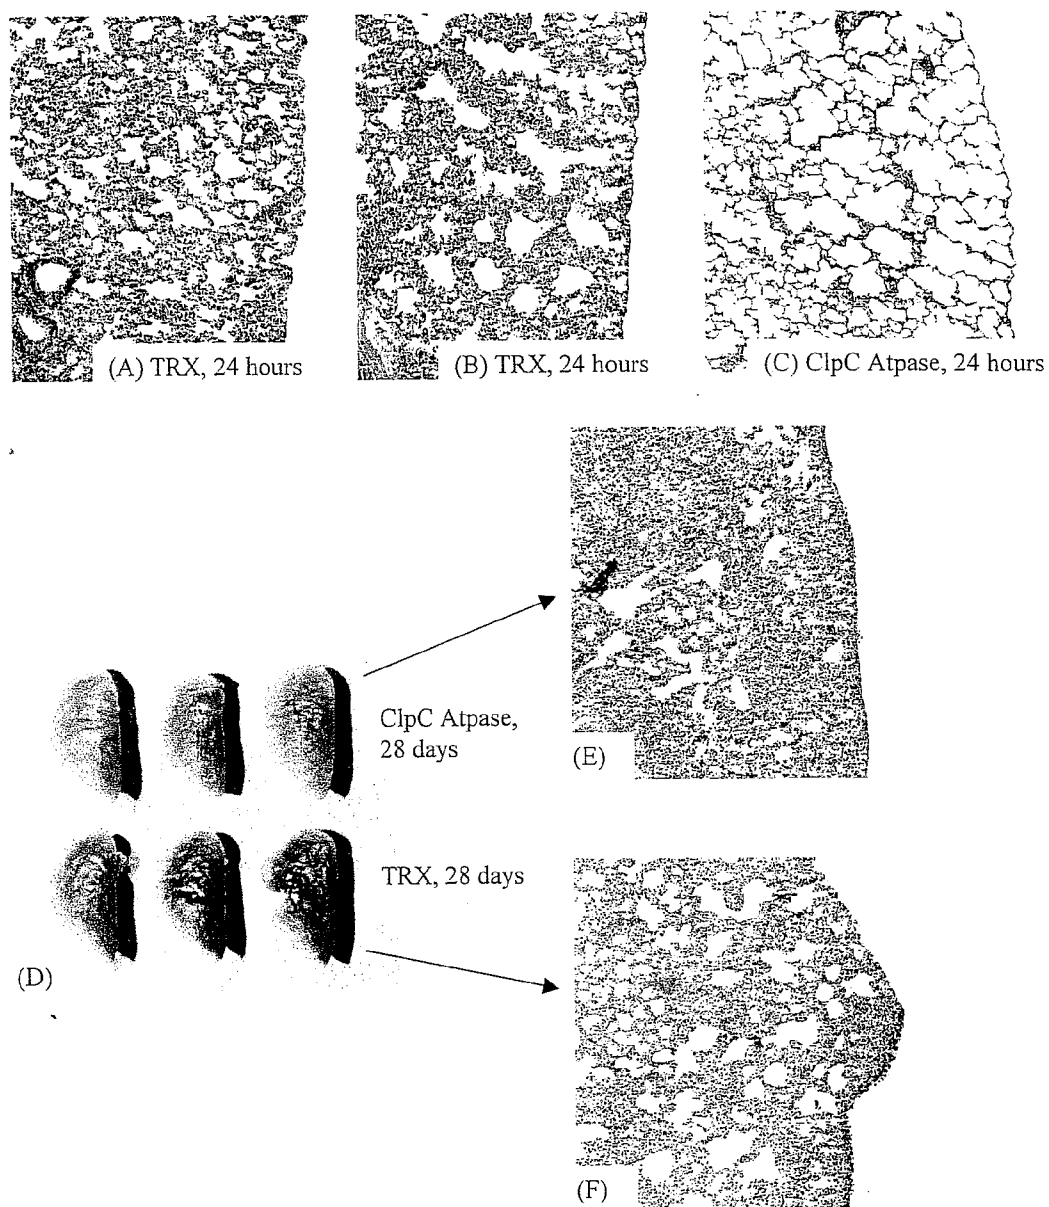 (A) TRX, 24 hours
(B) TRX, 24 hours
(C) ClpC Atpase, 24 hours
ClpC Atpase,
28 days
(E)
TRX, 28 days
(D)
(F)